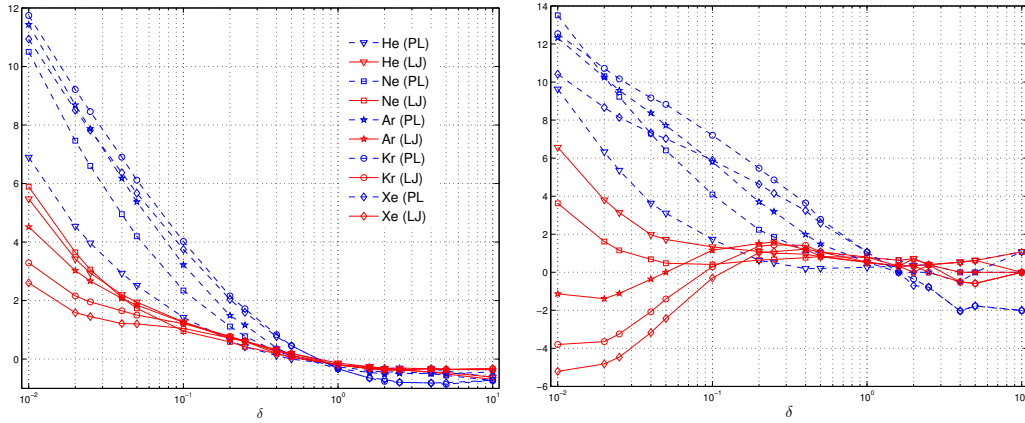 12
10
8
6
4
2
0
10⁻²
10⁻¹
10⁰
10¹
δ
He (PL)
He (LJ)
Ne (PL)
Ne (LJ)
Ar (PL)
Ar (LJ)
Kr (PL)
Kr (LJ)
Xe (PL
Xe (LJ)
14
12
10
8
6
4
2
0
−2
−4
−6
10⁻²
10⁻¹
10⁰
10¹
δ